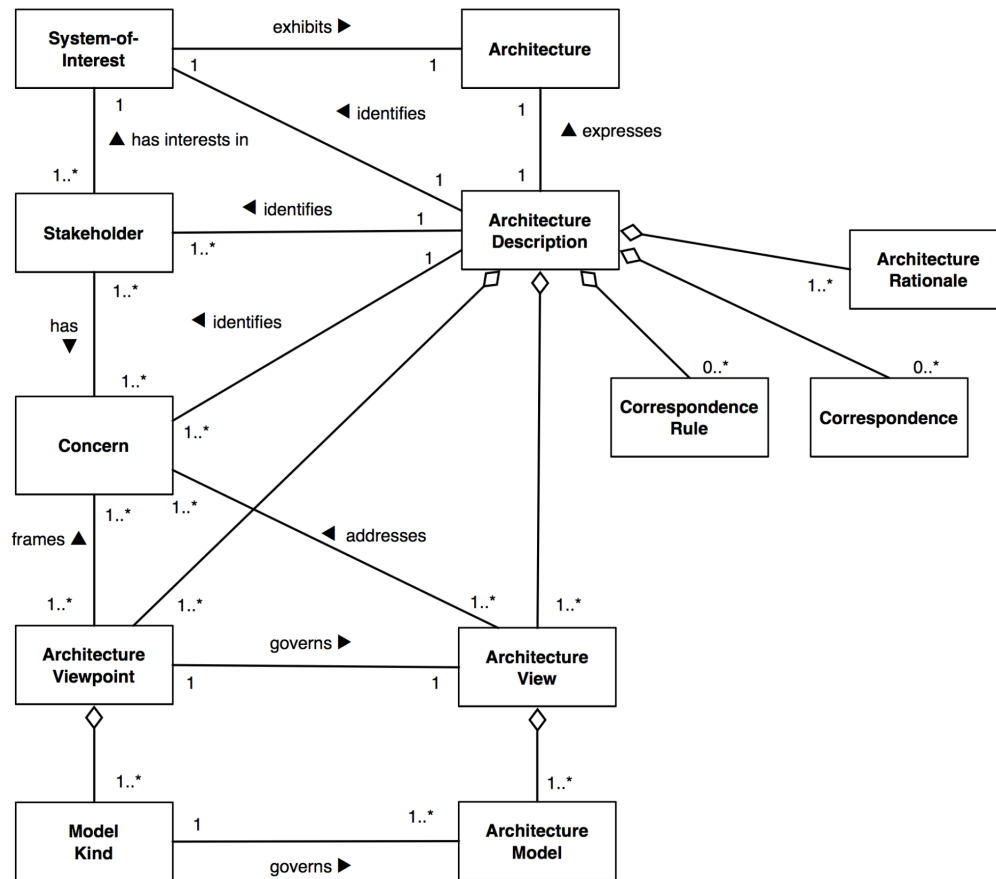 System-of-
Interest
exhibits ▶
Architecture
1
1
1
1
◀ identifies
▲ has interests in
▲ expresses
1..*
1
1
Stakeholder
◀ identifies
1
1..*
Architecture
Description
1..*
1
Architecture
Rationale
1..*
has
▼
◀ identifies
1..*
0..*
0..*
Correspondence
Rule
Correspondence
Concern
1..*
1..*
1..*
frames ▲
◀ addresses
1..*
1..*
1..*
1..*
Architecture
Viewpoint
governs ▶
1
1
Architecture
View
1..*
1..*
Model
Kind
1
1..*
governs ▶
Architecture
Model